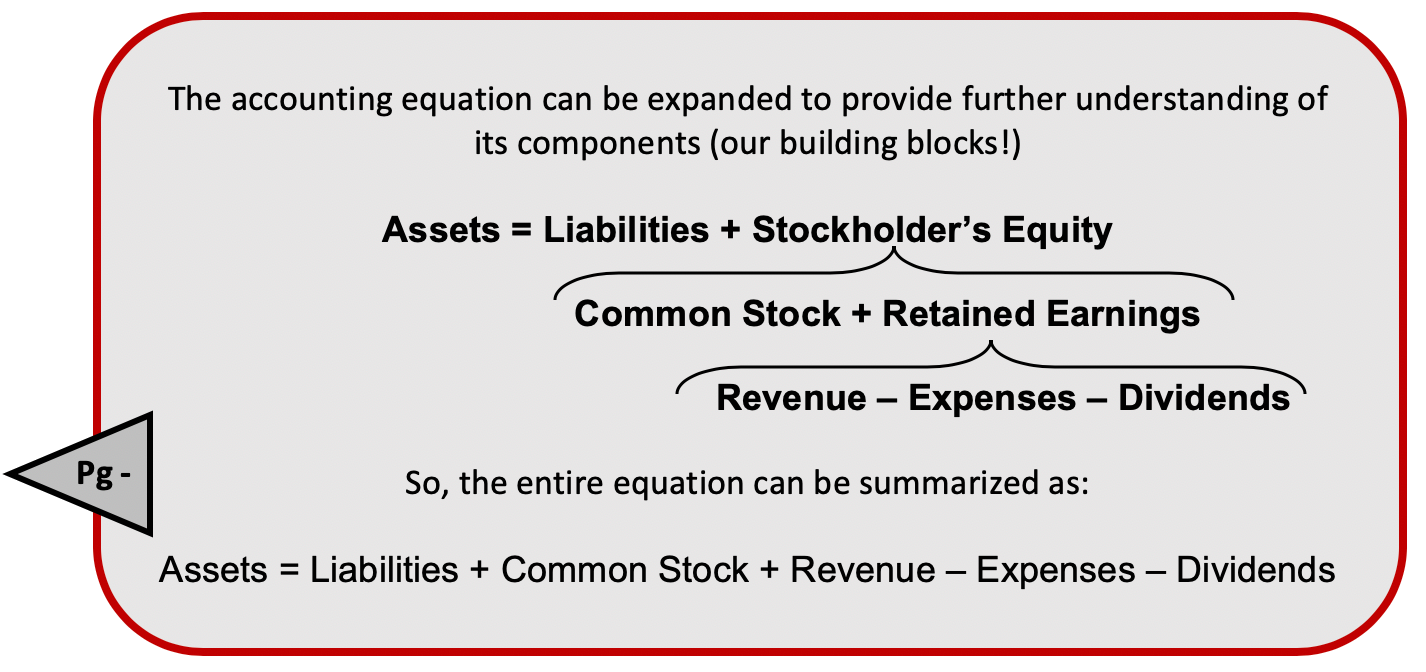 The accounting equation can be expanded to provide further understanding of
its components (our building blocks!)
Assets = Liabilities + Stockholder’s Equity
Common Stock + Retained Earnings
Revenue – Expenses – Dividends
Pg -
So, the entire equation can be summarized as:
Assets = Liabilities + Common Stock + Revenue – Expenses – Dividends